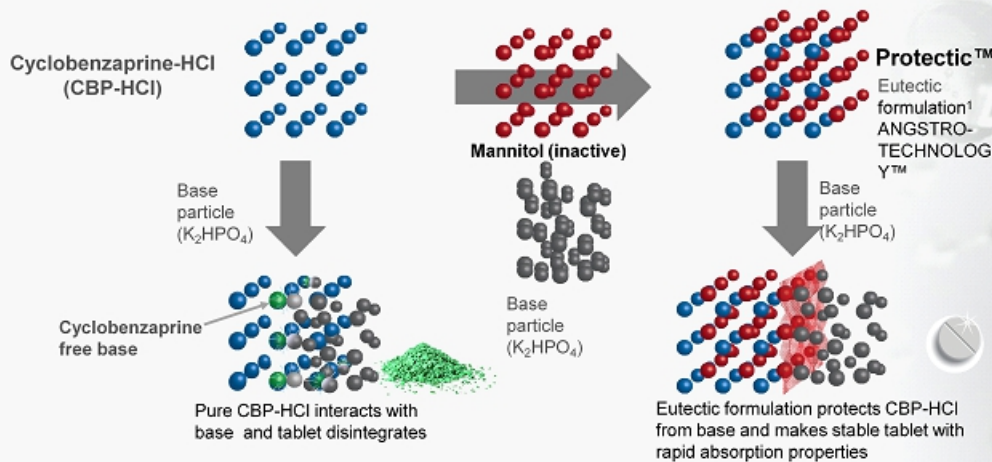 Cyclobenzaprine-HCl
(CBP-HCl)
Mannitol (inactive)
Protectic™
Eutectic
formulation¹
ANGSTRO-
TECHNOLOG
Y™
Base
particle
(K₂HPO₄)
Base
particle
(K₂HPO₄)
Base
particle
(K₂HPO₄)
Cyclobenzaprine
free base
Pure CBP-HCl interacts with
base and tablet disintegrates
Eutectic formulation protects CBP-HCl
from base and makes stable tablet with
rapid absorption properties